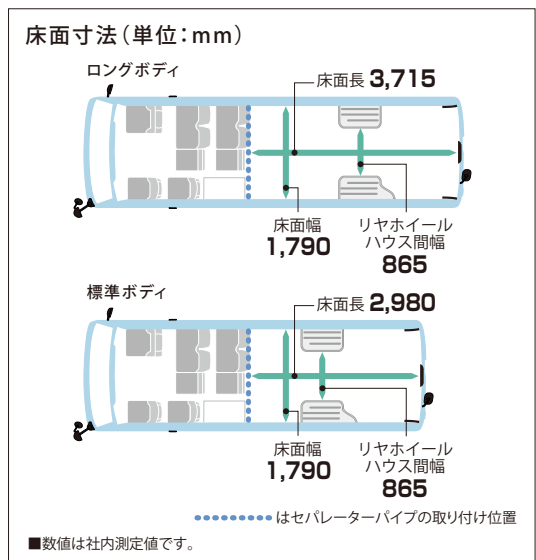 床面寸法(単位:mm)
ロングボディ
床面長 3,715
床面幅
1,790
リヤホイール
ハウス間幅
865
標準ボディ
床面長 2,980
床面幅
1,790
リヤホイール
ハウス間幅
865
●●●●●●●●はセパレーターパイプの取り付け位置
■数値は社内測定値です。